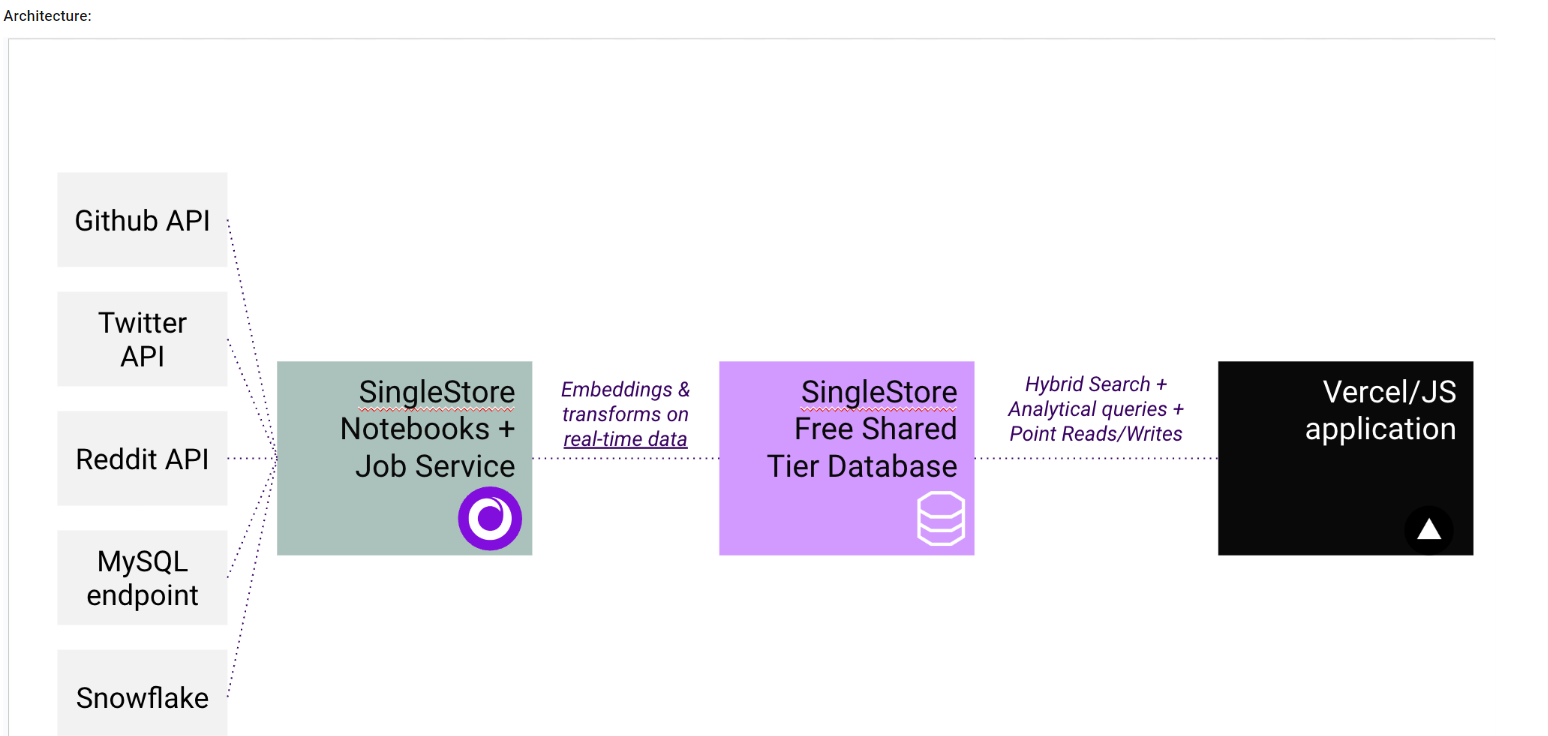 Architecture:
Github API
Twitter
API
Reddit API
MySQL
endpoint
Snowflake
SingleStore
Notebooks +
Job Service
Embeddings &
transforms on
real-time data
SingleStore
Free Shared
Tier Database
Hybrid Search +
Analytical queries +
Point Reads/Writes
Vercel/JS
application